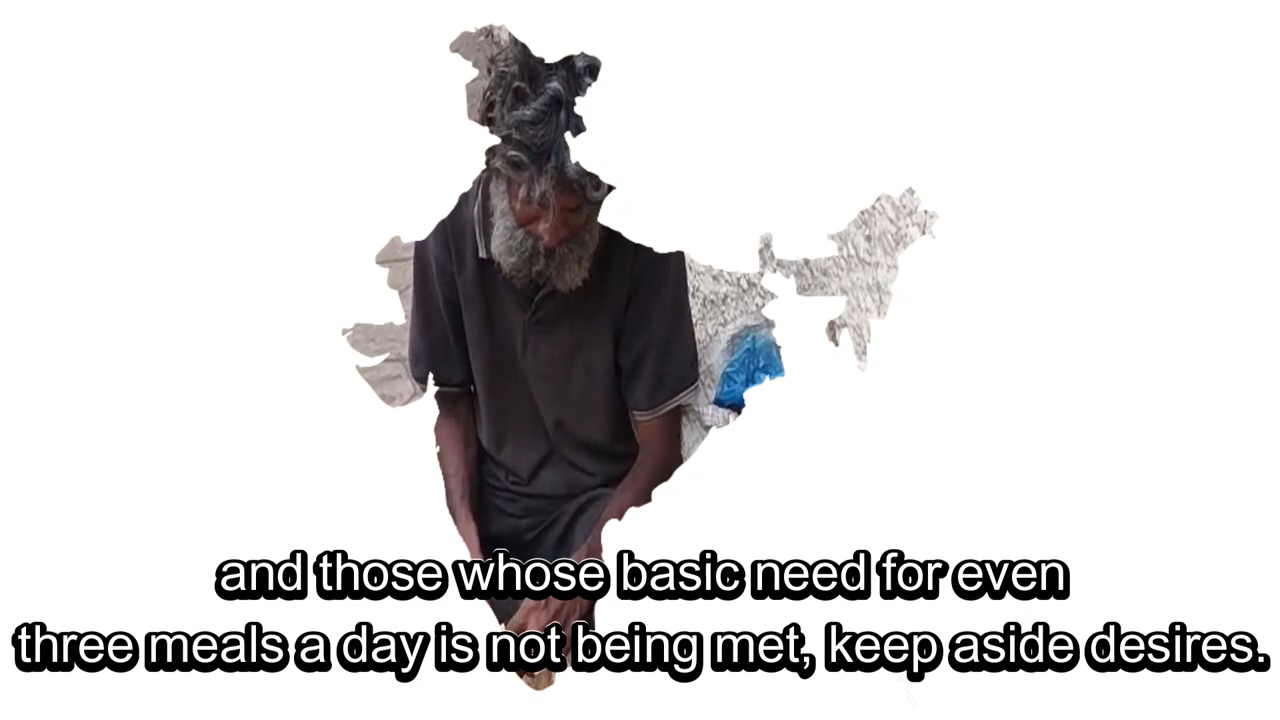 and those whose basic need for even
three meals a day is not being met, keep aside desires.